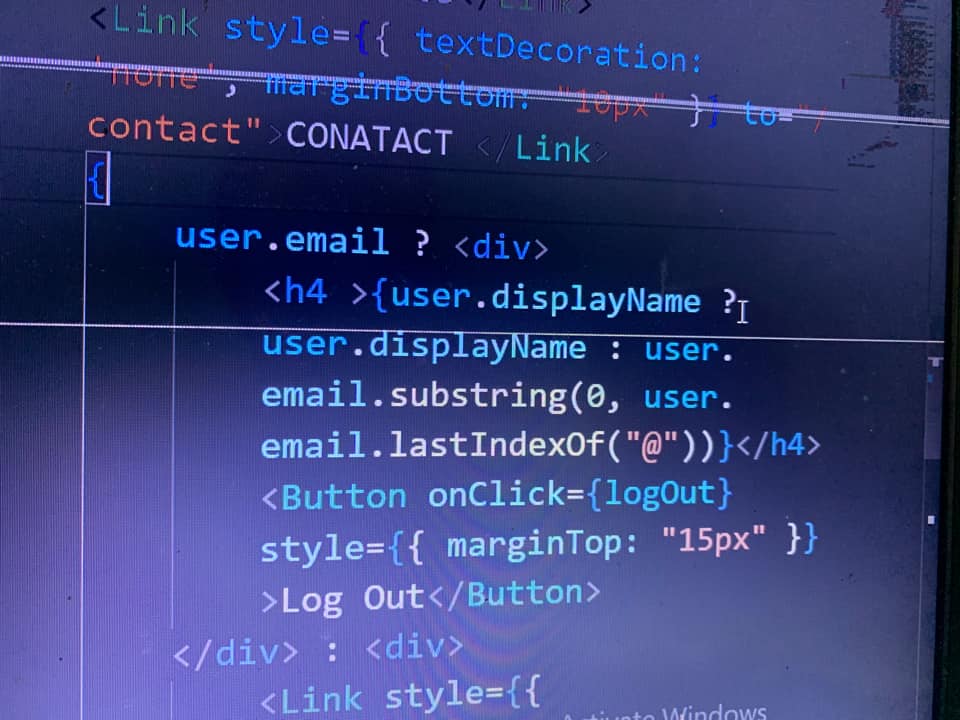 </Link>
<Link style={{ textDecoration:
'none', marginBottom: "10px" }} to="/
contact">CONATACT </Link>
{
user.email ? <div>
<h4 >{user.displayName ?
user.displayName : user.
email.substring(0, user.
email.lastIndexOf("@"))}</h4>
<Button onClick={logOut}
style={{ marginTop: "15px" }}
>Log Out</Button>
</div> : <div>
<Link style={{
Activate Windows